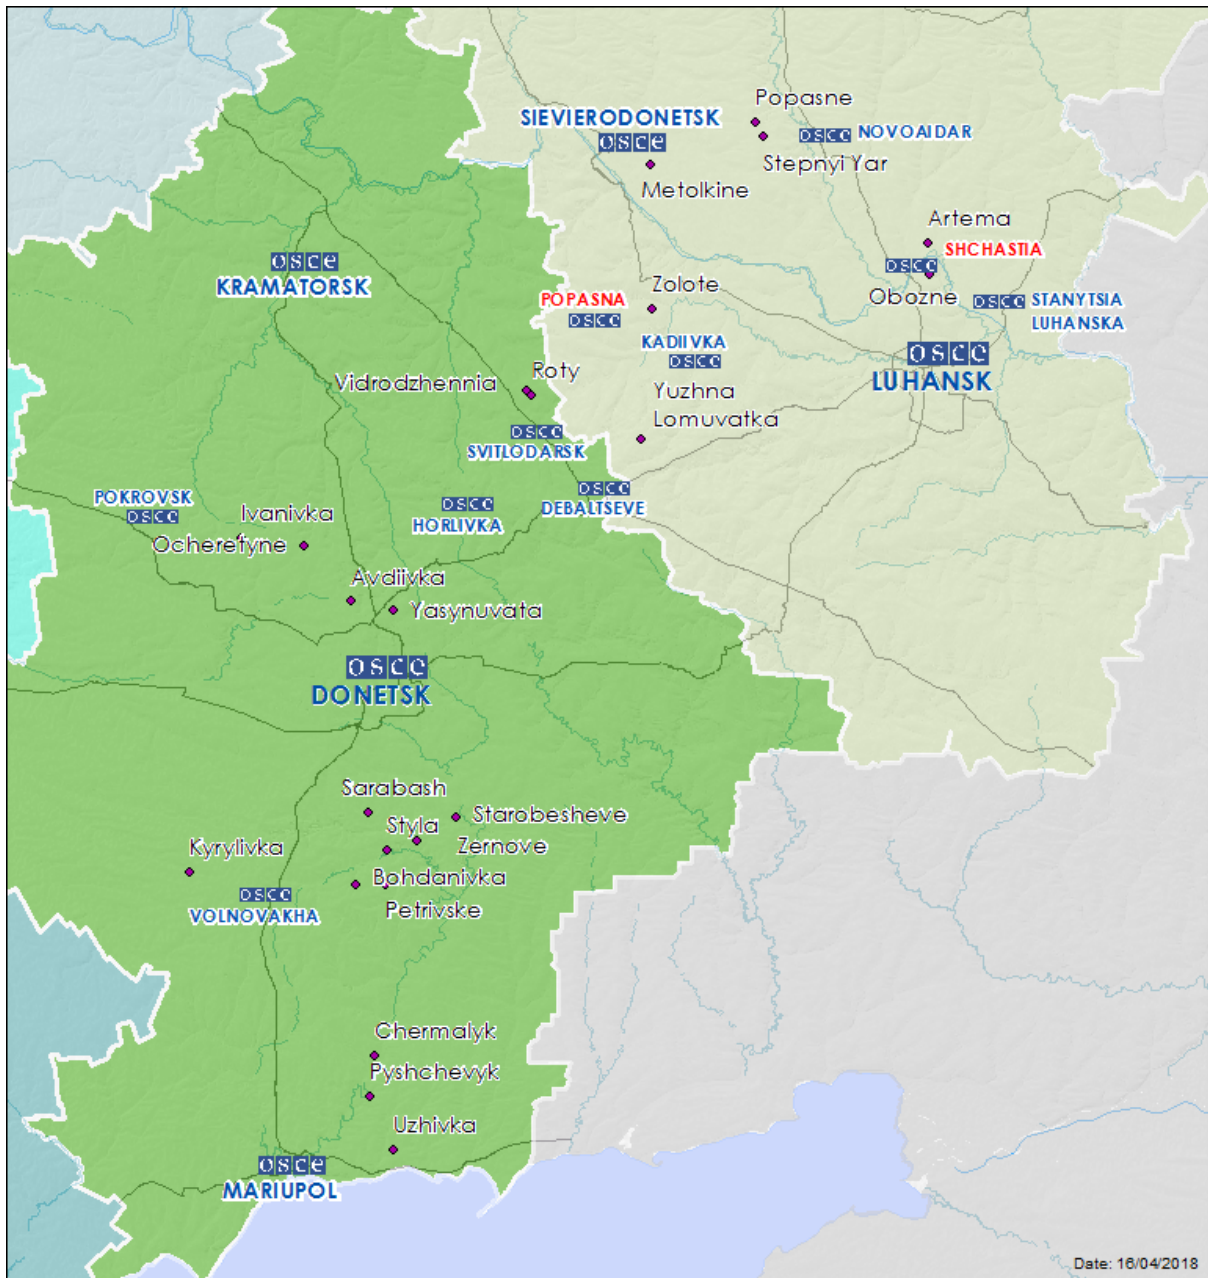 Popasne
SIEVIERODONETSK
osce
osce NOVOAIDAR
Stepnyi Yar
Metolkine
Artema
SHCHASTIA
osce
KRAMATORSK
osce
Obozne
Zolote
POPASNA
osce
osce STANYTSIA
LUHANSKA
KADIIVKA
osce
osce
LUHANSK
Roty
Vidrodzhennia
Yuzhna
Lomuvatka
osce
SVITLODARSK
osce
DEBALTSEVE
POKROVSK
osce
osce
HORLIVKA
Ivanivka
Ocheretyne
Avdiivka
Yasynuvata
osce
DONETSK
Sarabash
Starobesheve
Styla
Zernove
Kyrylivka
Bohdanivka
osce
VOLNOVAKHA
Petrivske
Chermalyk
Pyshchevyk
Uzhivka
osce
MARIUPOL
Date: 16/04/2018